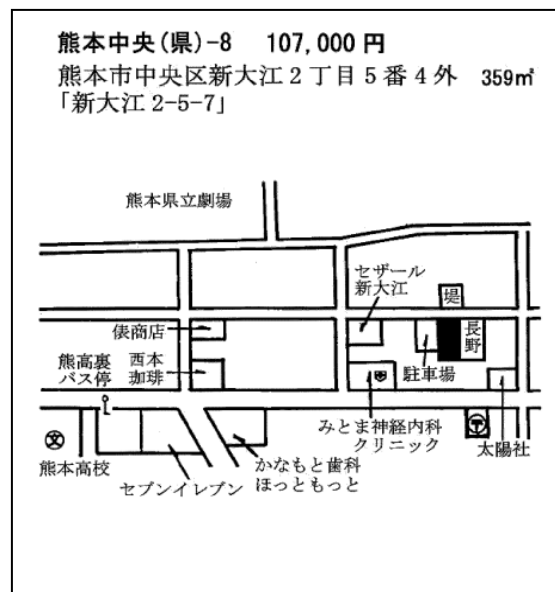 熊本中央(県)-8 107,000 円
熊本市中央区新大江2丁目5番4外 359㎡
「新大江2-5-7」
熊本県立劇場
セザール
新大江
堤
俵商店
長野
熊高裏
バス停
西本
珈琲
駐車場
みとま神経内科
クリニック
太陽社
文
熊本高校
〒
セブンイレブン
かなもと歯科
ほっともっと